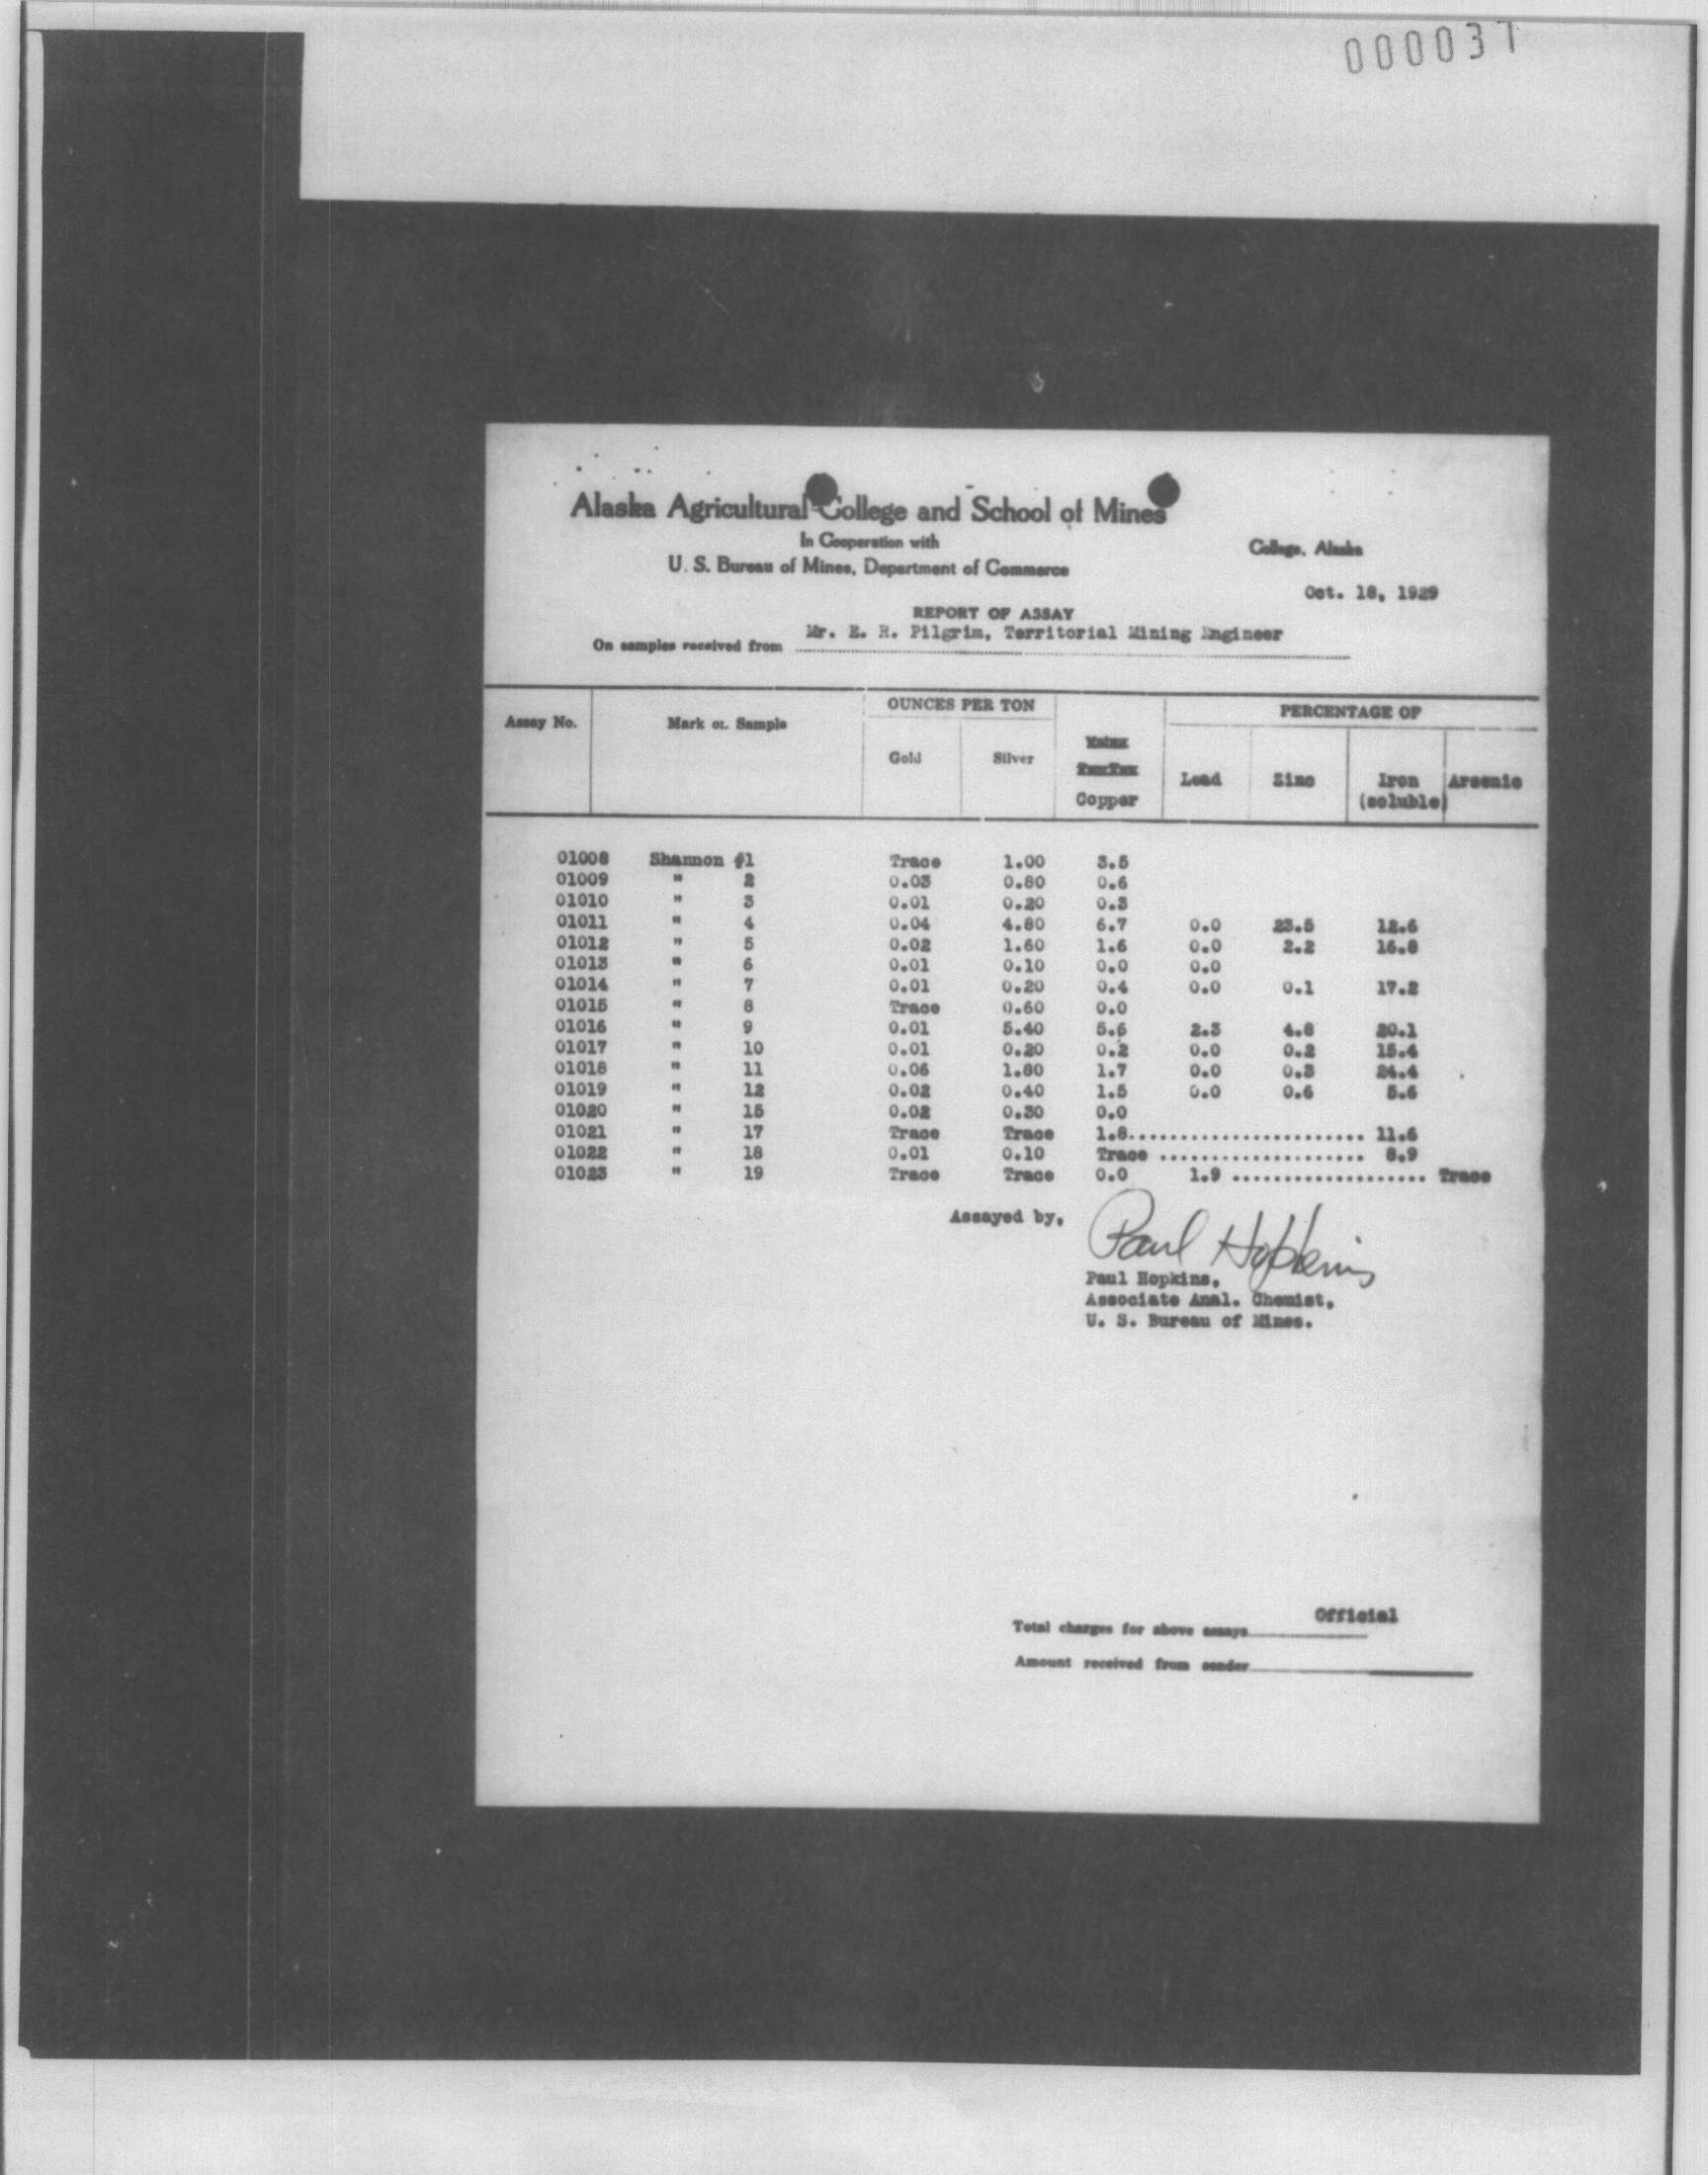 000037
Alaska Agricultural College and School of Mines
In Cooperation with
College, Alaska
U. S. Bureau of Mines, Department of Commerce
Oct. 18, 1929
REPORT OF ASSAY
On samples received from Mr. E. R. Pilgrim, Territorial Mining Engineer
OUNCES PER TON PERCENTAGE OF
Assay No. Mark of Sample
Gold Silver
Lead Zinc Iron Arsenic
Copper (soluble)
01008 Shannon #1 Trace 1.00 3.5
01009 " 2 0.03 0.80 0.6
01010 " 3 0.01 0.20 0.3
01011 " 4 0.04 4.80 6.7 0.0 23.5 12.6
01012 " 5 0.02 1.60 1.6 0.0 2.2 16.8
01013 " 6 0.01 0.10 0.0 0.0
01014 " 7 0.01 0.20 0.4 0.0 0.1 17.2
01015 " 8 Trace 0.60 0.0
01016 " 9 0.01 5.40 5.6 2.3 4.8 20.1
01017 " 10 0.01 0.20 0.2 0.0 0.2 15.4
01018 " 11 0.06 1.80 1.7 0.0 0.3 24.4
01019 " 12 0.02 0.40 1.5 0.0 0.6 5.6
01020 " 15 0.02 0.30 0.0
01021 " 17 Trace Trace 1.8....................... 11.6
01022 " 18 0.01 0.10 Trace .................... 8.9
01023 " 19 Trace Trace 0.0 1.9 ................... Trace
Assayed by,
Paul Hopkins
Paul Hopkins,
Associate Anal. Chemist,
U. S. Bureau of Mines.
Total charges for above assays Official
Amount received from sender